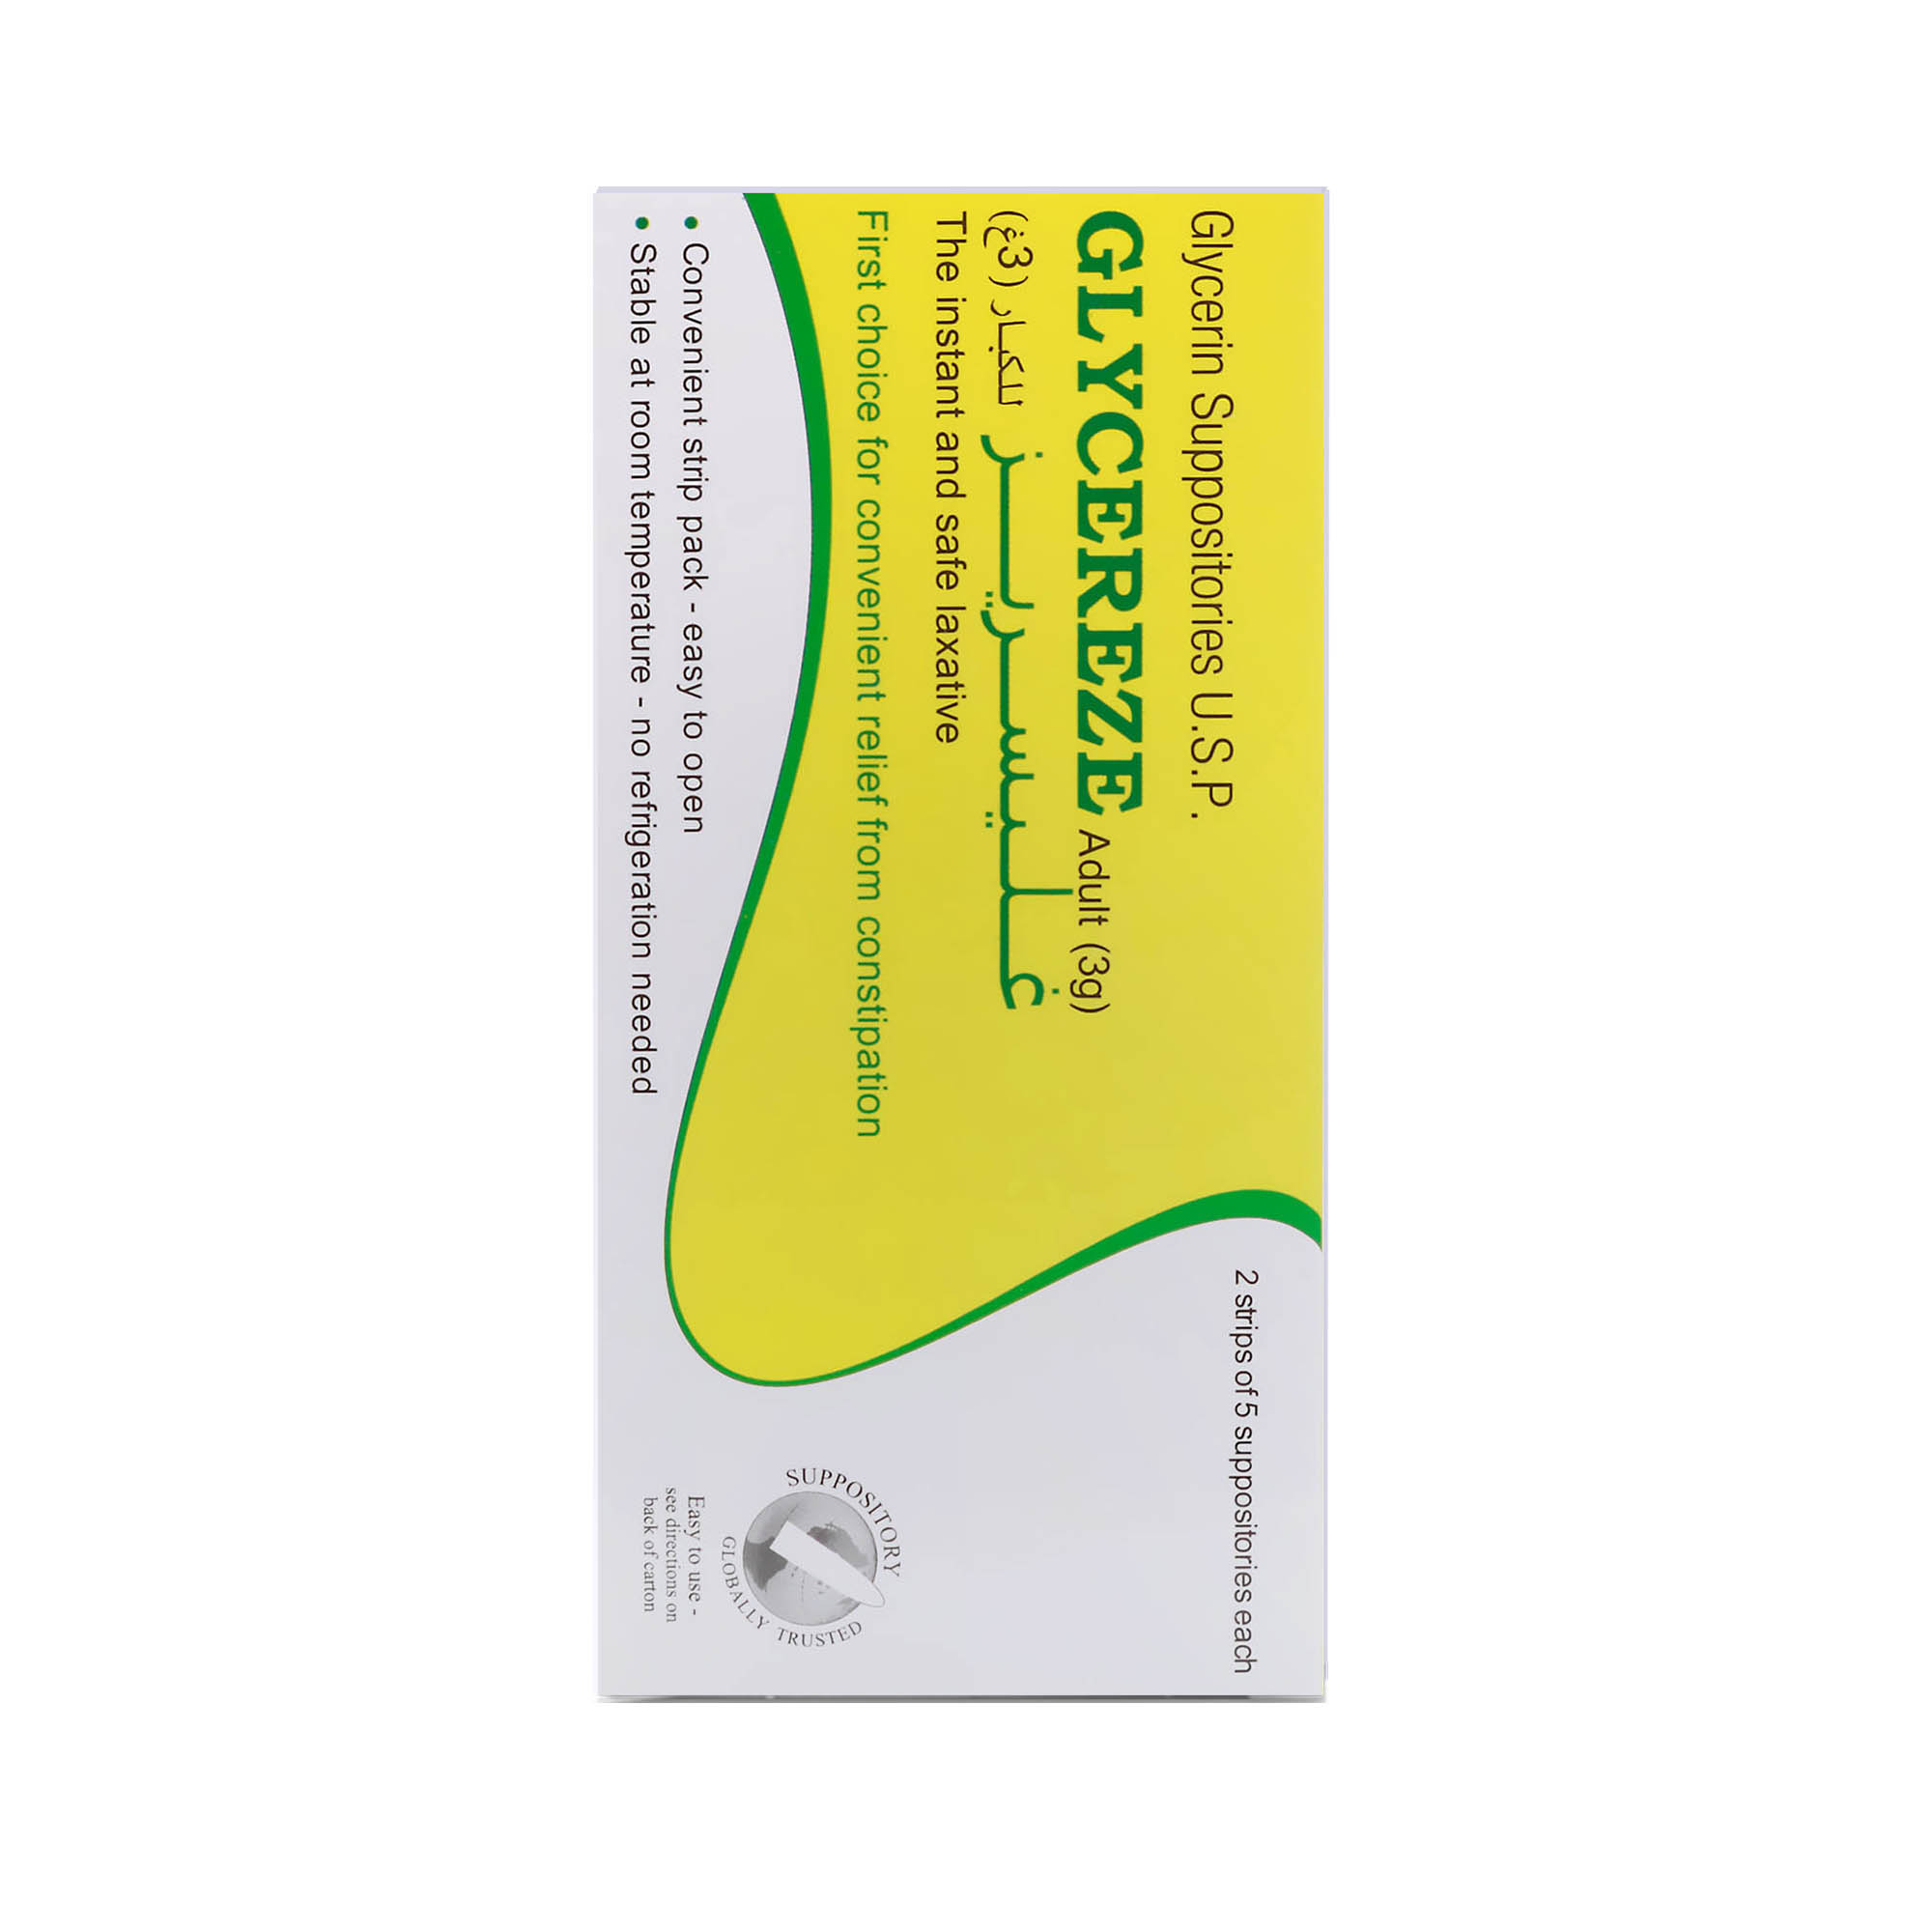 Glycerin Suppositories U.S.P.
GLYCEREZE Adult (3g)
غليسريز للكبار (3غ)
The instant and safe laxative
First choice for convenient relief from constipation
• Convenient strip pack - easy to open
• Stable at room temperature - no refrigeration needed
2 strips of 5 suppositories each
SUPPOSITORY
GLOBALLY TRUSTED
Easy to use -
see directions on
back of carton